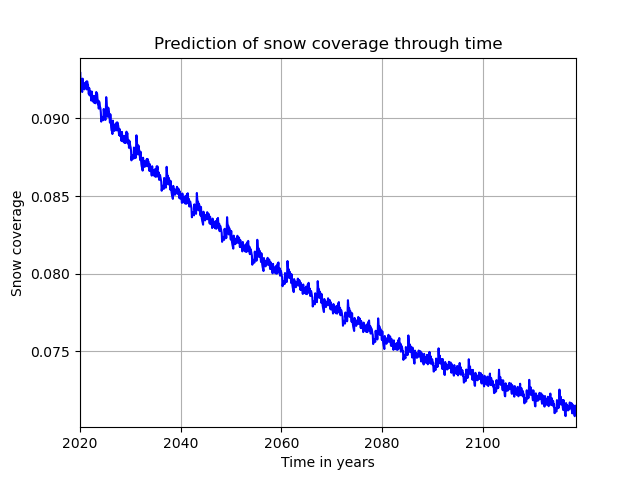 Prediction of snow coverage through time
0.090
0.085
0.080
0.075
Snow coverage
2020 2040 2060 2080 2100
Time in years